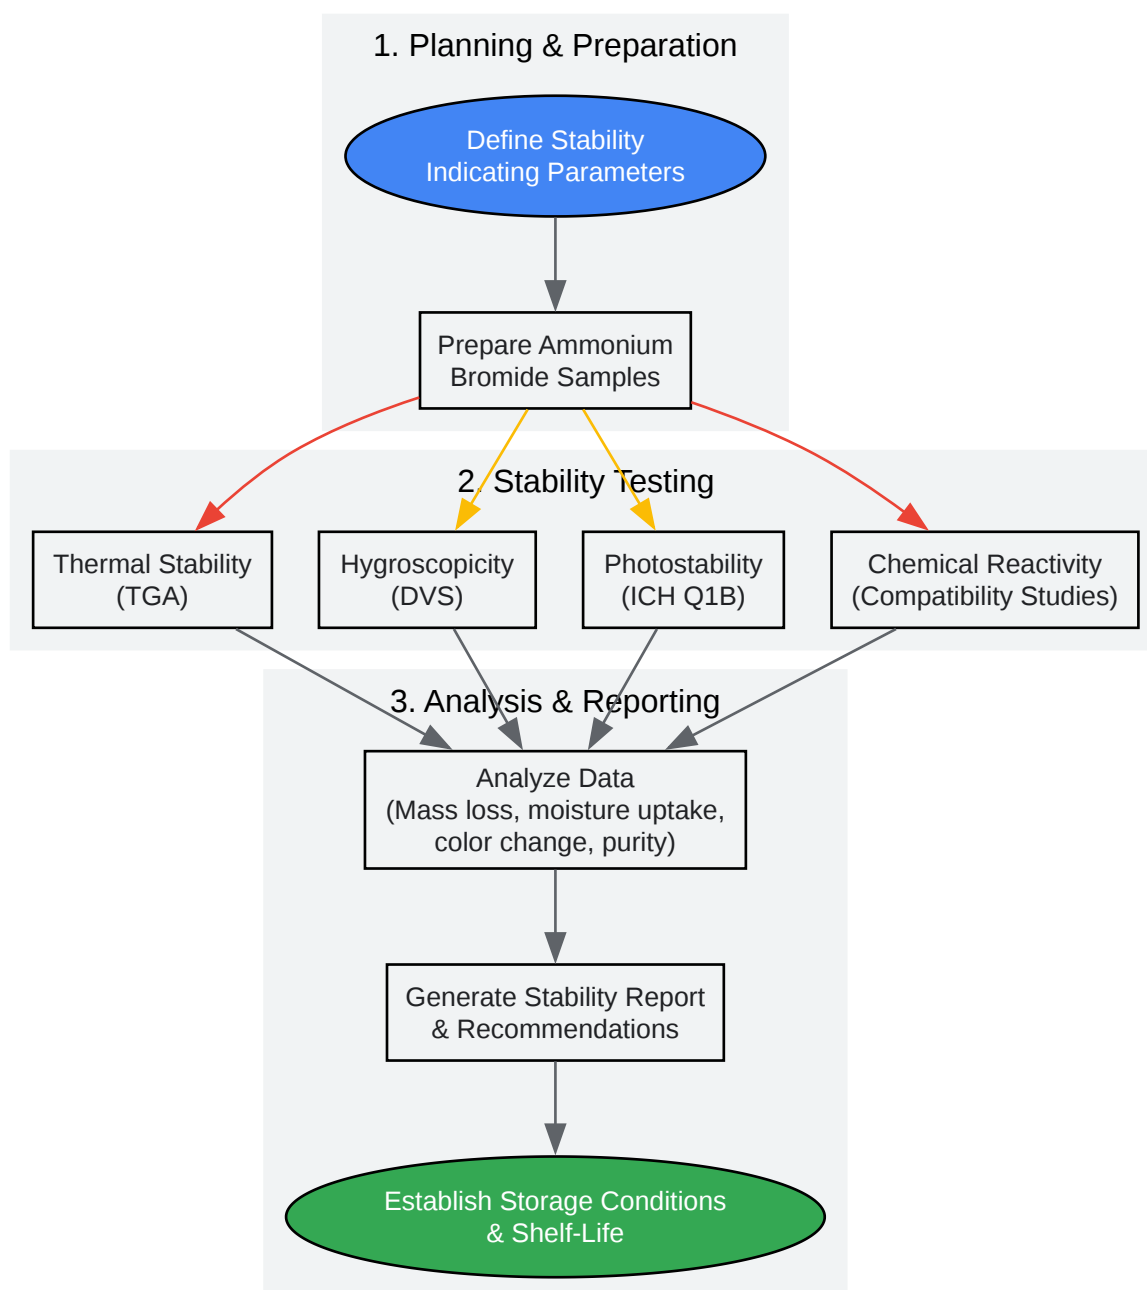 1. Planning & Preparation
Define Stability
Indicating Parameters
Prepare Ammonium
Bromide Samples
2. Stability Testing
Thermal Stability
(TGA)
Hygroscopicity
(DVS)
Photostability
(ICH Q1B)
Chemical Reactivity
(Compatibility Studies)
3. Analysis & Reporting
Analyze Data
(Mass loss, moisture uptake,
color change, purity)
Generate Stability Report
& Recommendations
Establish Storage Conditions
& Shelf-Life